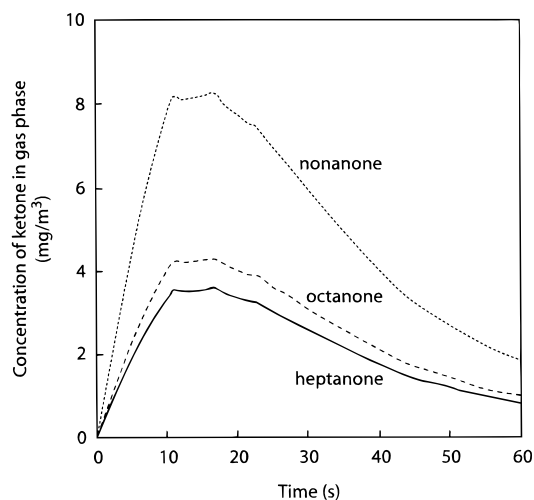 Concentration of ketone in gas phase
(mg/m³)
10
8
6
4
2
0
nonanone
octanone
heptanone
0 10 20 30 40 50 60
Time (s)